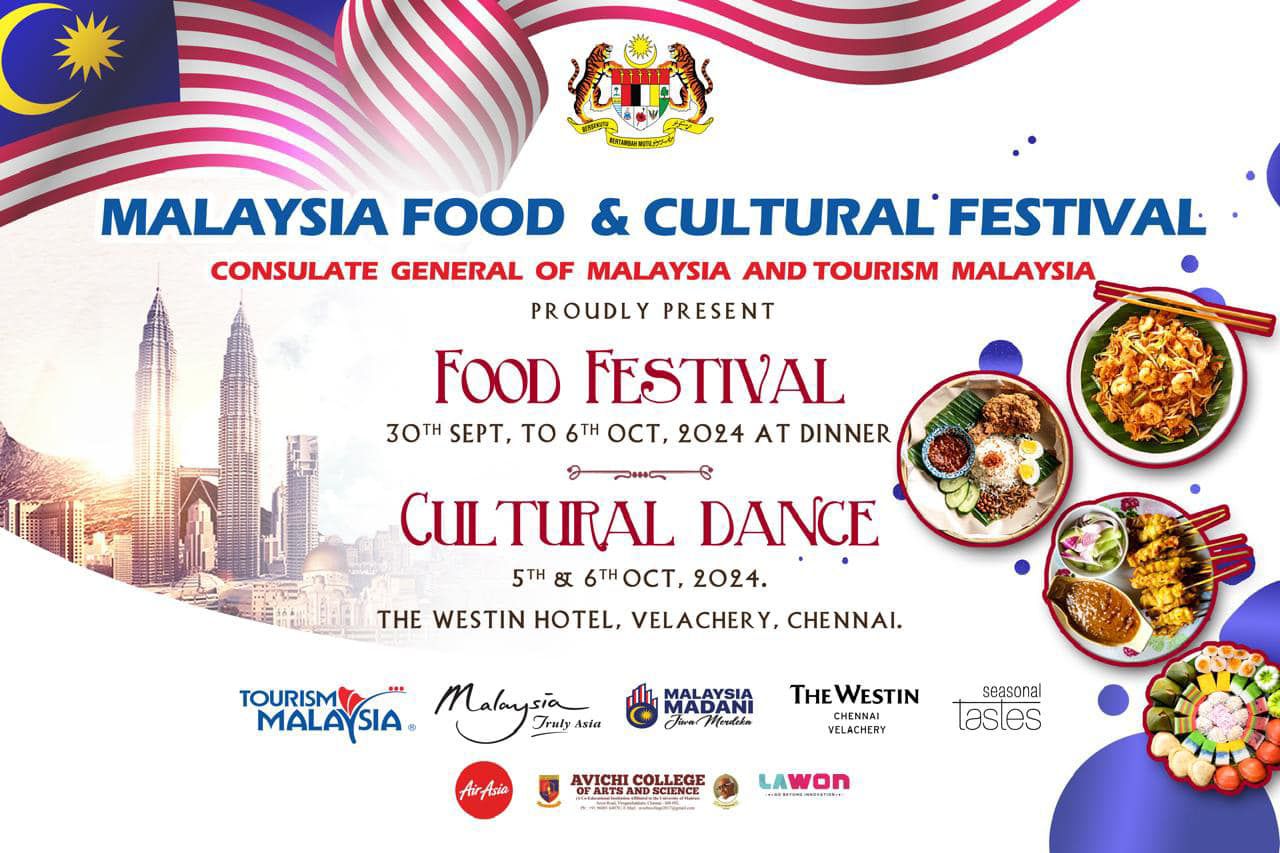 BERSEKUTU
BERTAMBAH MUTU
MALAYSIA FOOD & CULTURAL FESTIVAL
CONSULATE GENERAL OF MALAYSIA AND TOURISM MALAYSIA
PROUDLY PRESENT
FOOD FESTIVAL
30TH SEPT, TO 6TH OCT, 2024 AT DINNER
CULTURAL DANCE
5TH & 6TH OCT, 2024.
THE WESTIN HOTEL, VELACHERY, CHENNAI.
TOURISM
MALAYSIA ®
Malaysia
Truly Asia
MALAYSIA
MADANI
Jiwa Merdeka
THE WESTIN
CHENNAI
VELACHERY
seasonal
tastes
AirAsia
AVICHI COLLEGE
OF ARTS AND SCIENCE
LAWON
GO BEYOND INNOVATION